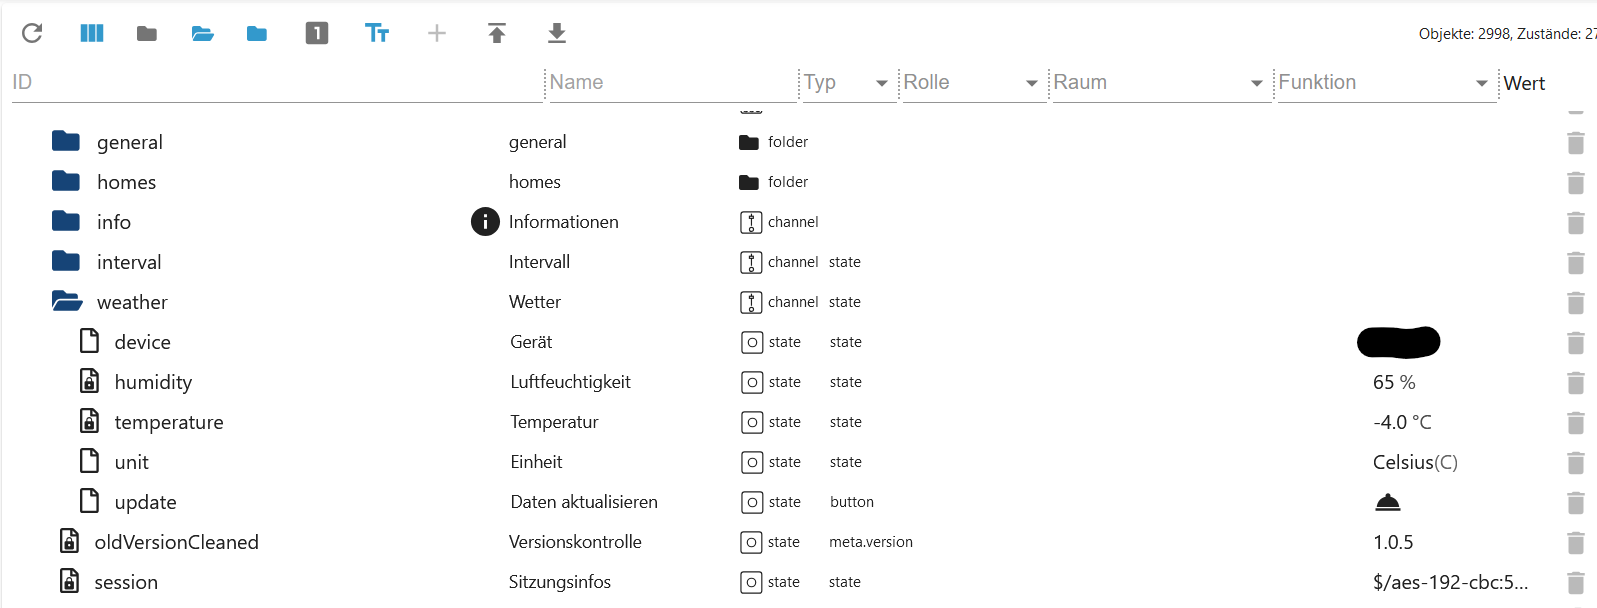 1 Tт Objekte: 2998, Zustände: 27
ID Name Typ Rolle Raum Funktion Wert
general general folder
homes homes folder
info i Informationen channel
interval Intervall channel state
weather Wetter channel state
device Gerät state state
humidity Luftfeuchtigkeit state state 65 %
temperature Temperatur state state -4.0 °C
unit Einheit state state Celsius(C)
update Daten aktualisieren state button
oldVersionCleaned Versionskontrolle state meta.version 1.0.5
session Sitzungsinfos state state $/aes-192-cbc:5...